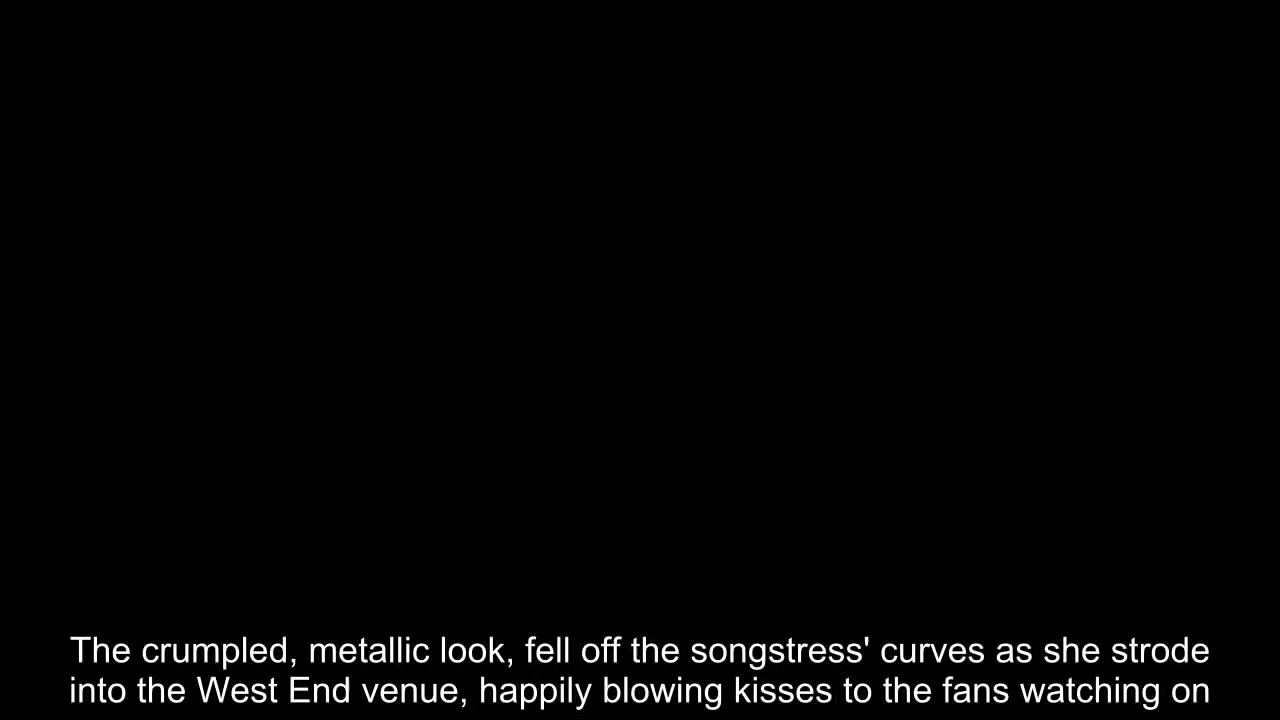 The crumpled, metallic look, fell off the songstress' curves as she strode
into the West End venue, happily blowing kisses to the fans watching on